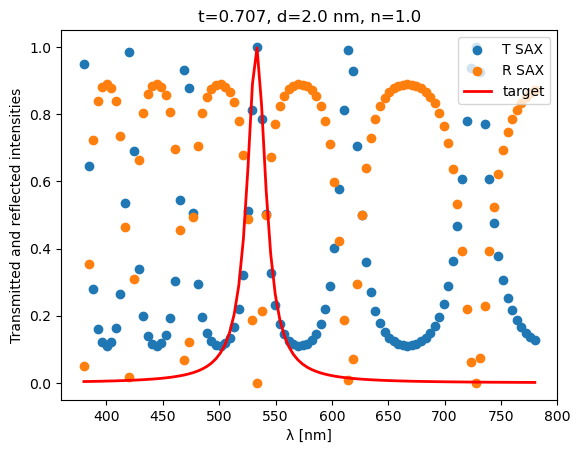 t=0.707, d=2.0 nm, n=1.0
Transmitted and reflected intensities
1.0
0.8
0.6
0.4
0.2
0.0
T SAX
R SAX
target
400
450
500
550
600
650
700
750
800
λ [nm]